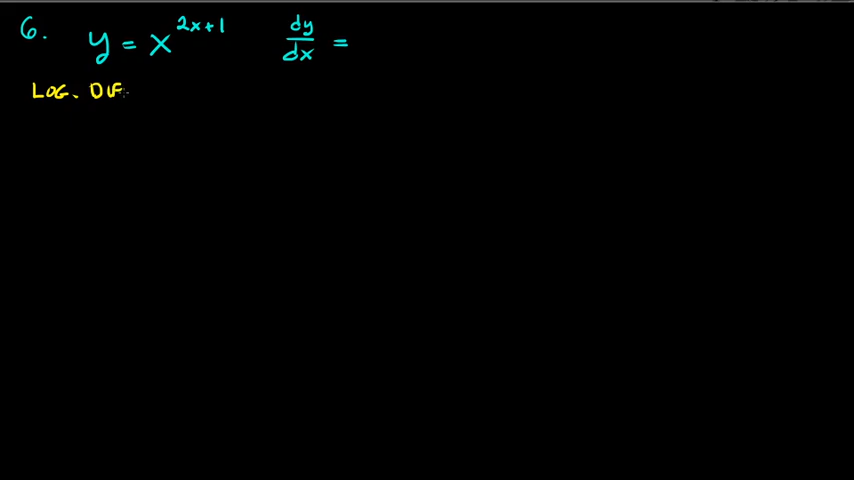 6. y = x^{2x+1} dy/dx =
LOG. DIF